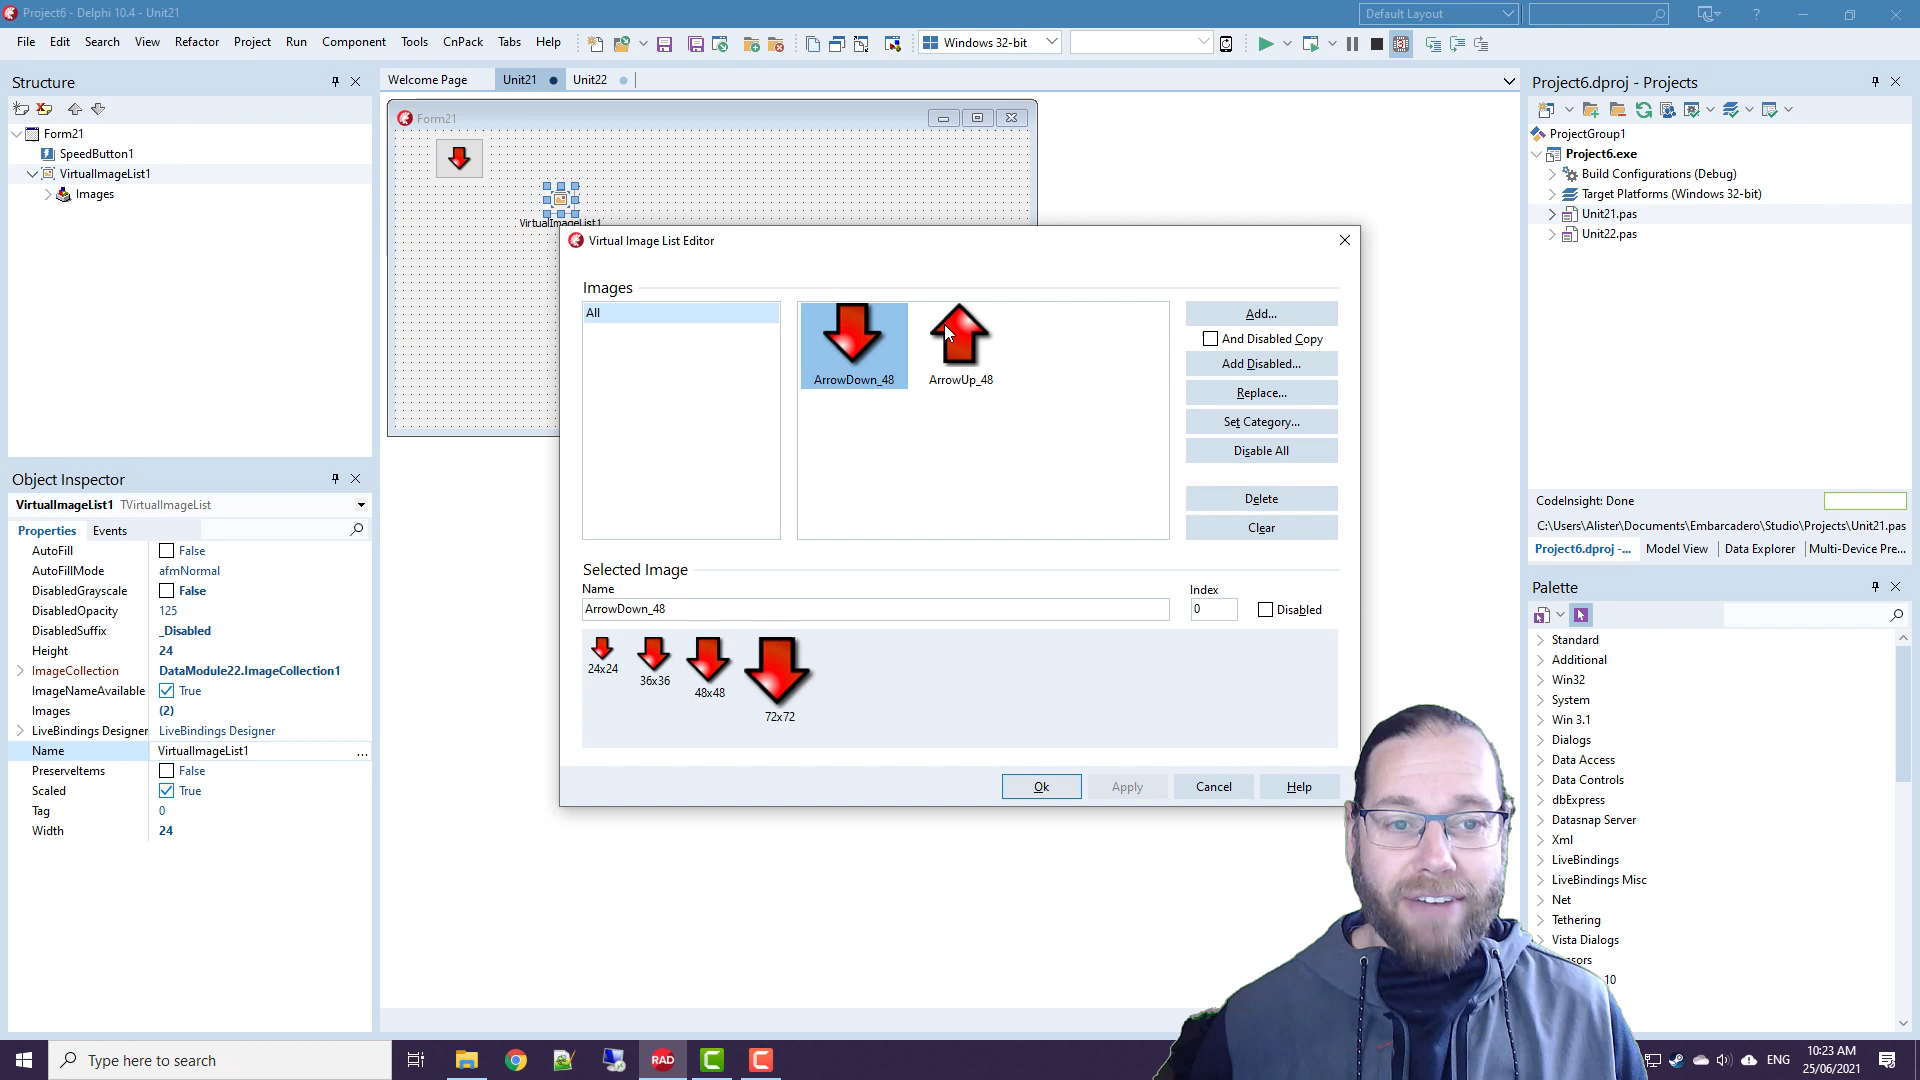 Project6 - Delphi 10.4 - Unit21
Default Layout
?
File Edit Search View Refactor Project Run Component Tools CnPack Tabs Help
Windows 32-bit
Structure
Form21
SpeedButton1
VirtualImageList1
Images
Welcome Page
Unit21
Unit22
Form21
VirtualImageList1
Virtual Image List Editor
Images
All
ArrowDown_48
ArrowUp_48
Add...
And Disabled Copy
Add Disabled...
Replace...
Set Category...
Disable All
Delete
Clear
Selected Image
Name
Index
ArrowDown_48
0
Disabled
24x24
36x36
48x48
72x72
Ok
Apply
Cancel
Help
Object Inspector
VirtualImageList1 TVirtualImageList
Properties
Events
AutoFill False
AutoFillMode afmNormal
DisabledGrayscale False
DisabledOpacity 125
DisabledSuffix _Disabled
Height 24
ImageCollection DataModule22.ImageCollection1
ImageNameAvailable True
Images (2)
LiveBindings Designer LiveBindings Designer
Name VirtualImageList1 ...
PreserveItems False
Scaled True
Tag 0
Width 24
Project6.dproj - Projects
ProjectGroup1
Project6.exe
Build Configurations (Debug)
Target Platforms (Windows 32-bit)
Unit21.pas
Unit22.pas
CodeInsight: Done
C:\Users\Alister\Documents\Embarcadero\Studio\Projects\Unit21.pas
Project6.dproj -...
Model View
Data Explorer
Multi-Device Pre...
Palette
Standard
Additional
Win32
System
Win 3.1
Dialogs
Data Access
Data Controls
dbExpress
Datasnap Server
Xml
LiveBindings
LiveBindings Misc
Net
Tethering
Vista Dialogs
Type here to search
RAD
ENG
10:23 AM
25/06/2021